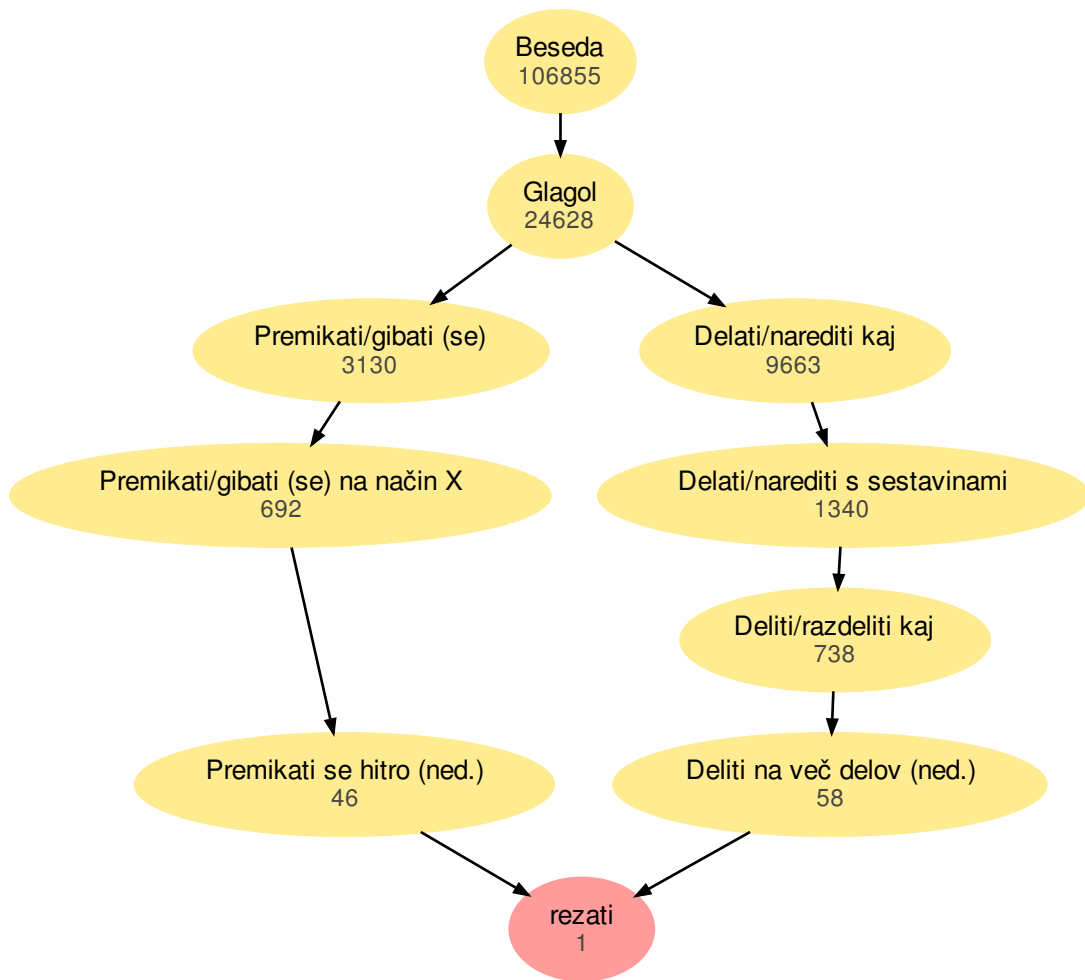 Beseda
106855
Glagol
24628
Premikati/gibati (se)
3130
Delati/narediti kaj
9663
Premikati/gibati (se) na način X
692
Delati/narediti s sestavinami
1340
Deliti/razdeliti kaj
738
Premikati se hitro (ned.)
46
Deliti na več delov (ned.)
58
rezati
1